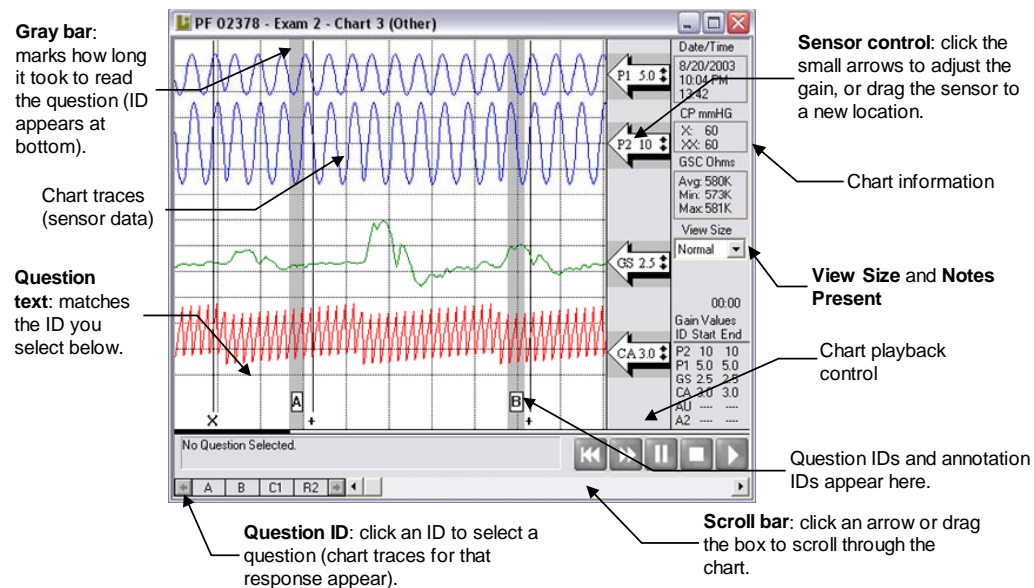 Gray bar:
marks how long
it took to read
the question (ID
appears at
bottom).
Chart traces
(sensor data)
Question
text: matches
the ID you
select below.
PF 02378 - Exam 2 - Chart 3 (Other)
P1 5.0
P2 10
GS 2.5
CA 3.0
A
B
X
+
+
Date/Time
8/20/2003
10:04 PM
12:42
CP mmHG
X: 60
XX: 60
GSC Ohms
Avg: 580K
Min: 573K
Max: 581K
View Size
Normal
00:00
Gain Values
ID Start End
P2 10 10
P1 5.0 5.0
GS 2.5 2.5
CA 3.0 3.0
AU ---- ----
A2 ---- ----
No Question Selected.
A B C1 R2
Sensor control: click the
small arrows to adjust the
gain, or drag the sensor to
a new location.
Chart information
View Size and Notes
Present
Chart playback
control
Question IDs and annotation
IDs appear here.
Question ID: click an ID to select a
question (chart traces for that
response appear).
Scroll bar: click an arrow or drag
the box to scroll through the
chart.